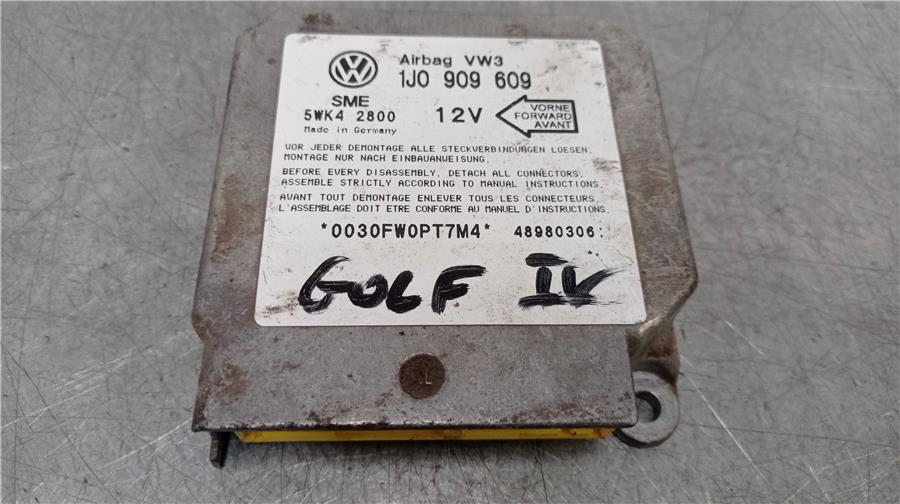 Airbag VW3
1J0 909 609
SME
5WK4 2800
Made in Germany
12V
VORNE
FORWARD
AVANT
VOR JEDER DEMONTAGE ALLE STECKVERBINDUNGEN LOESEN.
MONTAGE NUR NACH EINBAUANWEISUNG.
BEFORE EVERY DISASSEMBLY, DETACH ALL CONNECTORS.
ASSEMBLE STRICTLY ACCORDING TO MANUAL INSTRUCTIONS.
AVANT TOUT DEMONTAGE ENLEVER TOUS LES CONNECTEURS.
L'ASSEMBLAGE DOIT ETRE CONFORME AU MANUEL D'INSTRUCTIONS.
*0030FW0PT7M4* 48980306:
GOLF IV